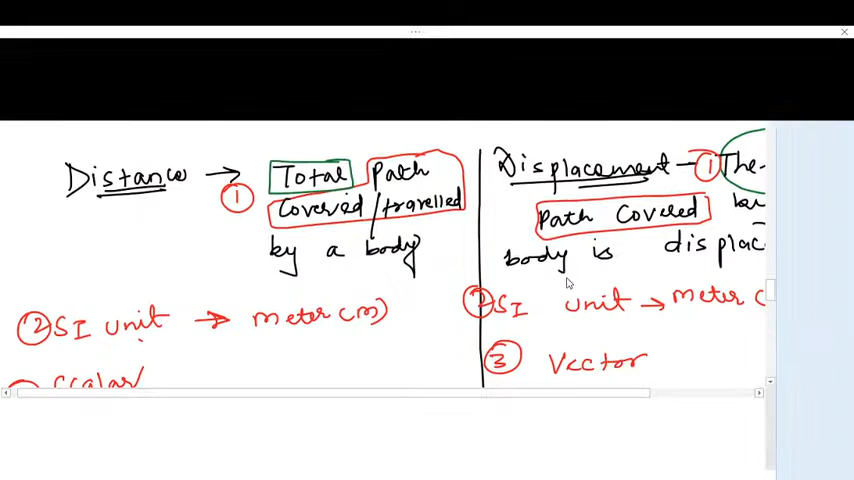 Distance → ① Total Path
Covered/travelled
by a body
② SI unit → meter (m)
Scalar
Displacement - ① The
Path Covered by
body is displac
② SI unit → meter (
③ Vector